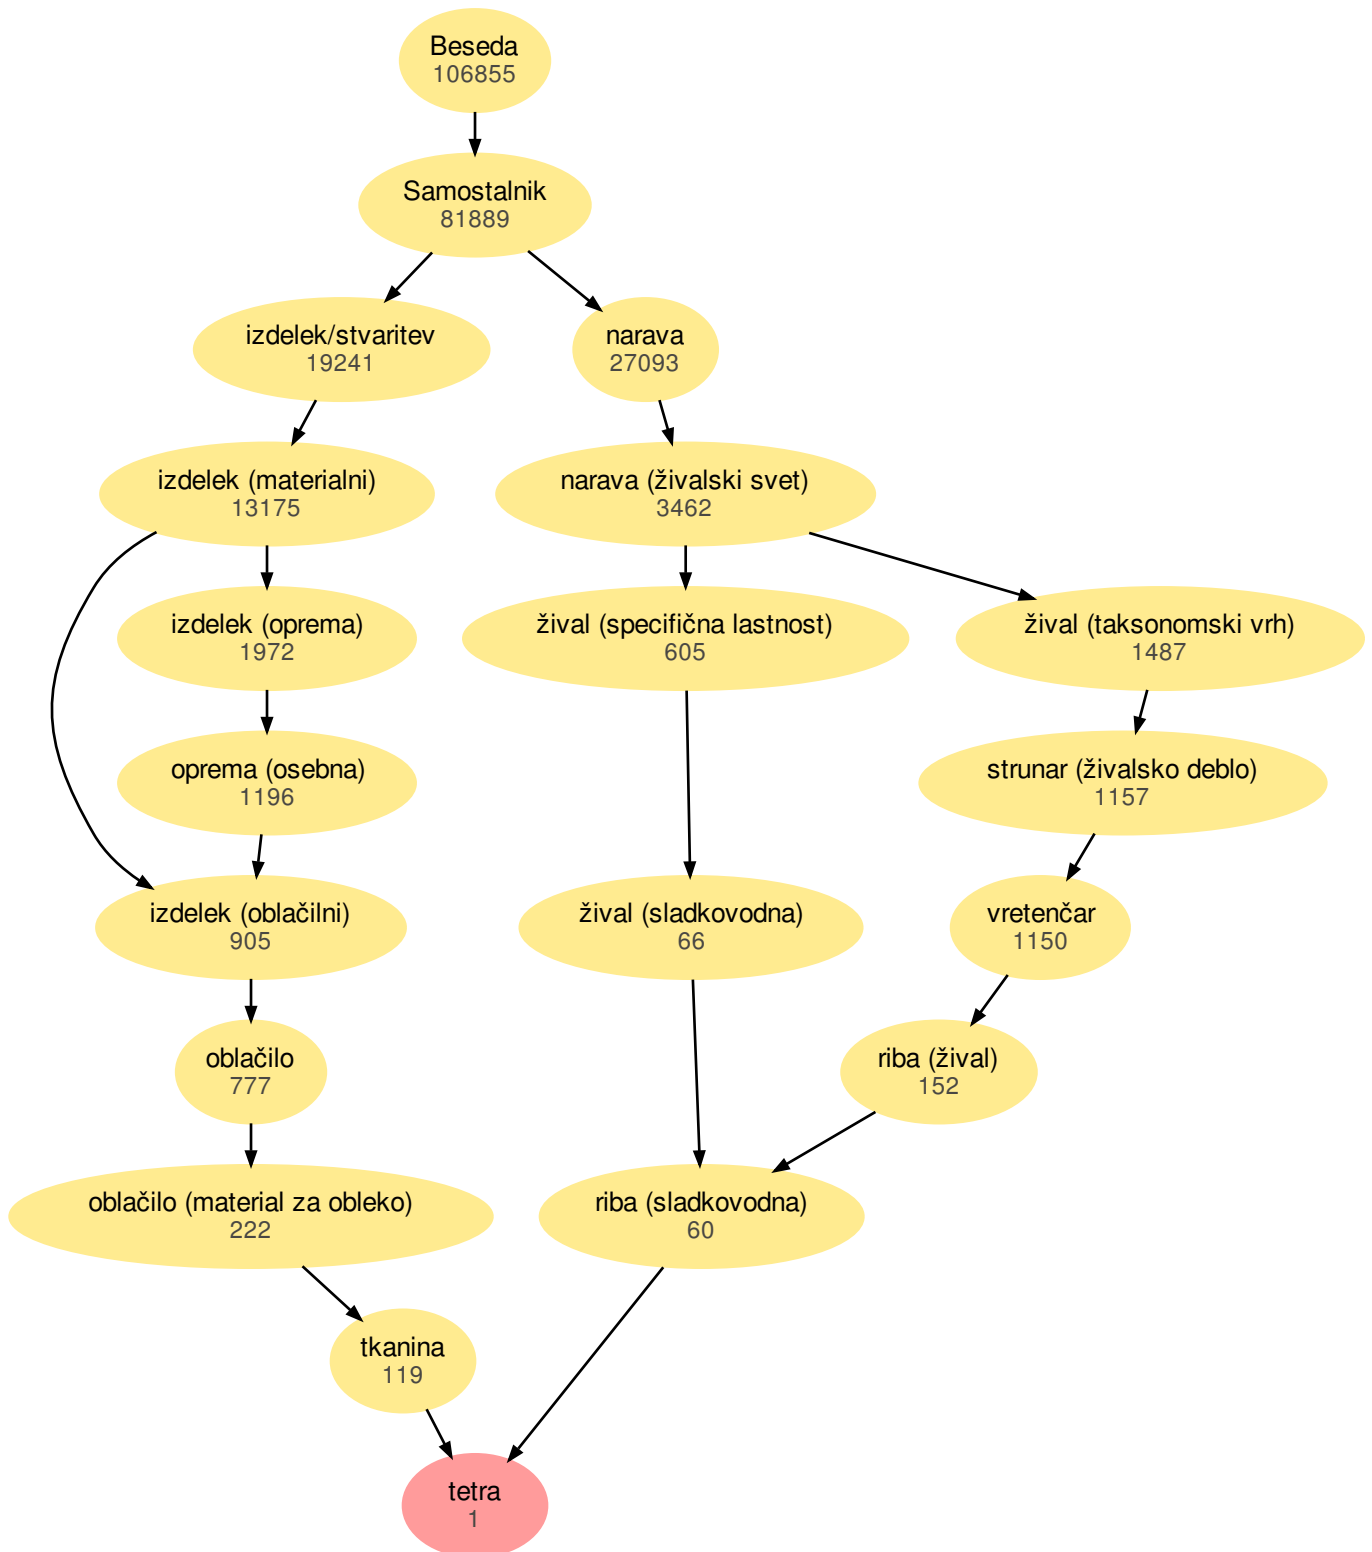 Beseda
106855
Samostalnik
81889
izdelek/stvaritev
19241
narava
27093
izdelek (materialni)
13175
narava (živalski svet)
3462
izdelek (oprema)
1972
žival (specifična lastnost)
605
žival (taksonomski vrh)
1487
oprema (osebna)
1196
strunar (živalsko deblo)
1157
izdelek (oblačilni)
905
žival (sladkovodna)
66
vretenčar
1150
oblačilo
777
riba (žival)
152
oblačilo (material za obleko)
222
riba (sladkovodna)
60
tkanina
119
tetra
1